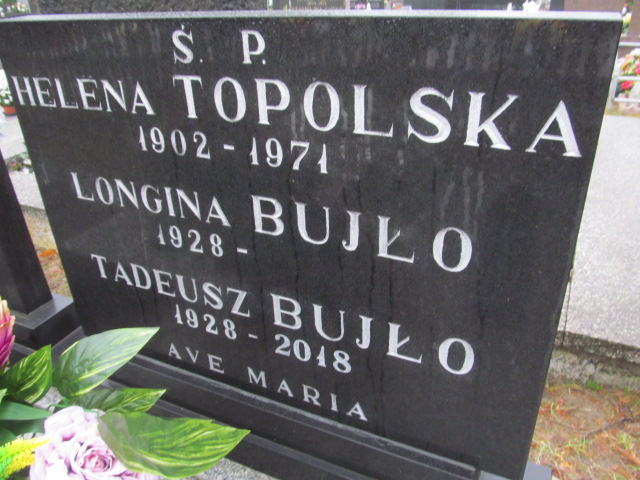 Ś. P.
HELENA TOPOLSKA
1902 - 1971
LONGINA BUJŁO
1928 -
TADEUSZ BUJŁO
1928 - 2018
AVE MARIA